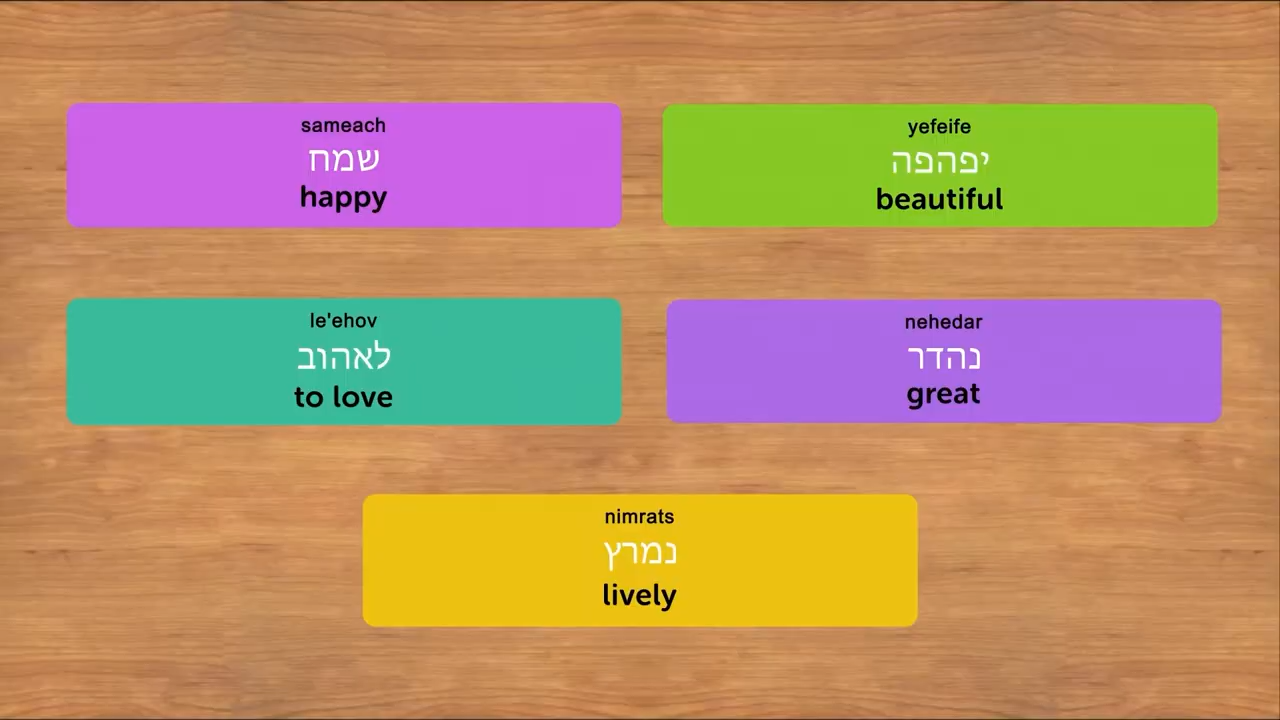 sameach
שמח
happy
yefeife
יפהפה
beautiful
le'ehov
לאהוב
to love
nehedar
נהדר
great
nimrats
נמרץ
lively